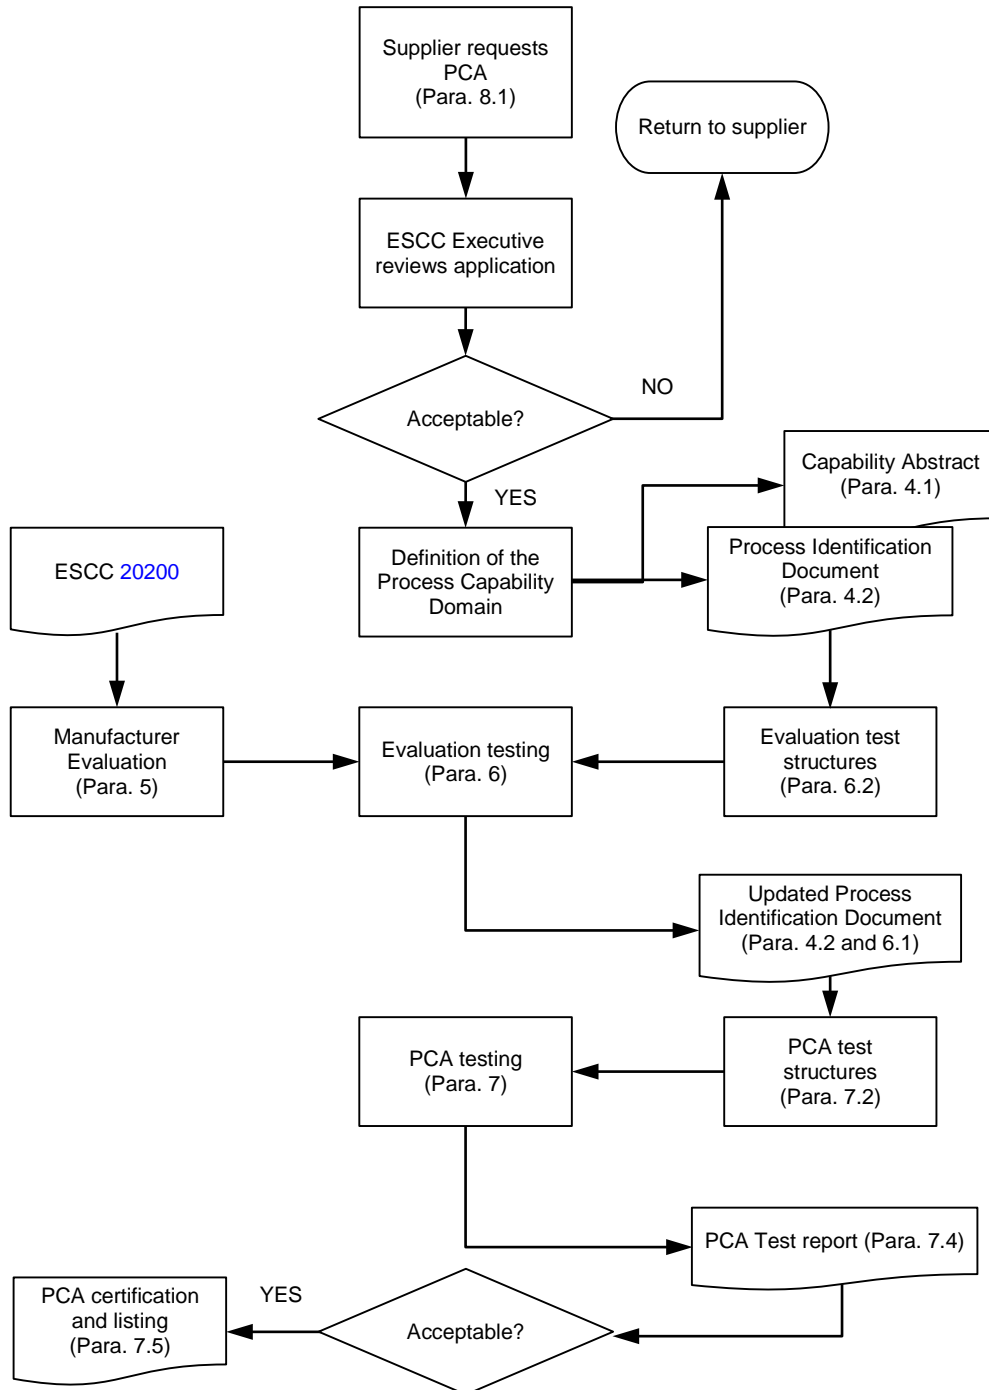 Supplier requests
PCA
(Para. 8.1)
Return to supplier
ESCC Executive
reviews application
Acceptable?
NO
YES
Capability Abstract
(Para. 4.1)
Definition of the
Process Capability
Domain
Process Identification
Document
(Para. 4.2)
ESCC 20200
Manufacturer
Evaluation
(Para. 5)
Evaluation testing
(Para. 6)
Evaluation test
structures
(Para. 6.2)
Updated Process
Identification Document
(Para. 4.2 and 6.1)
PCA testing
(Para. 7)
PCA test
structures
(Para. 7.2)
PCA Test report (Para. 7.4)
Acceptable?
YES
PCA certification
and listing
(Para. 7.5)